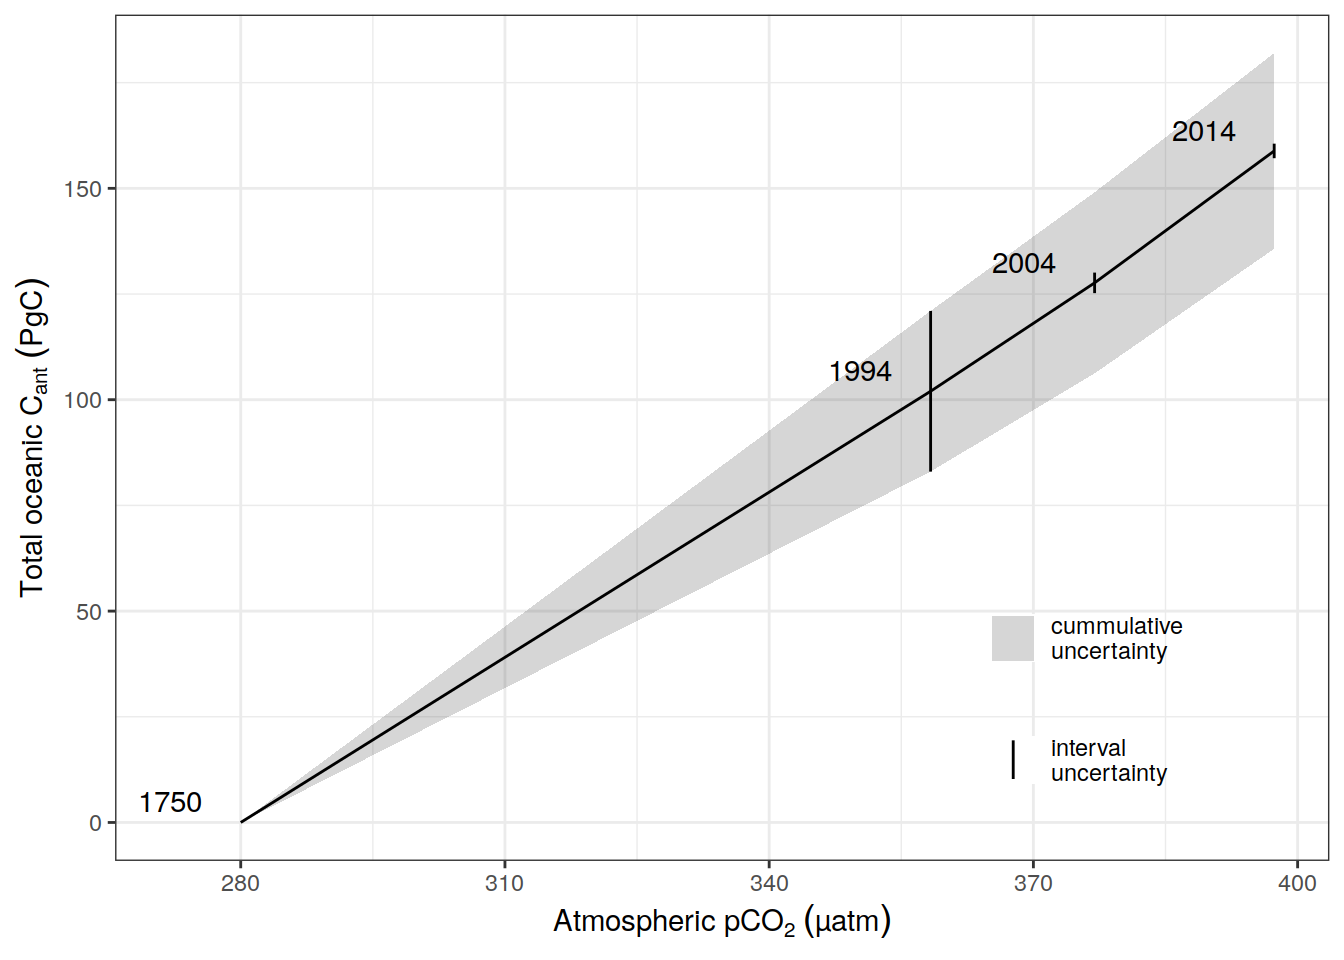 2014
150
2004
1994
100
Total oceanic Cant (PgC)
50
cummulative
uncertainty
interval
uncertainty
1750
0
280
310
340
370
400
Atmospheric pCO2 (µatm)